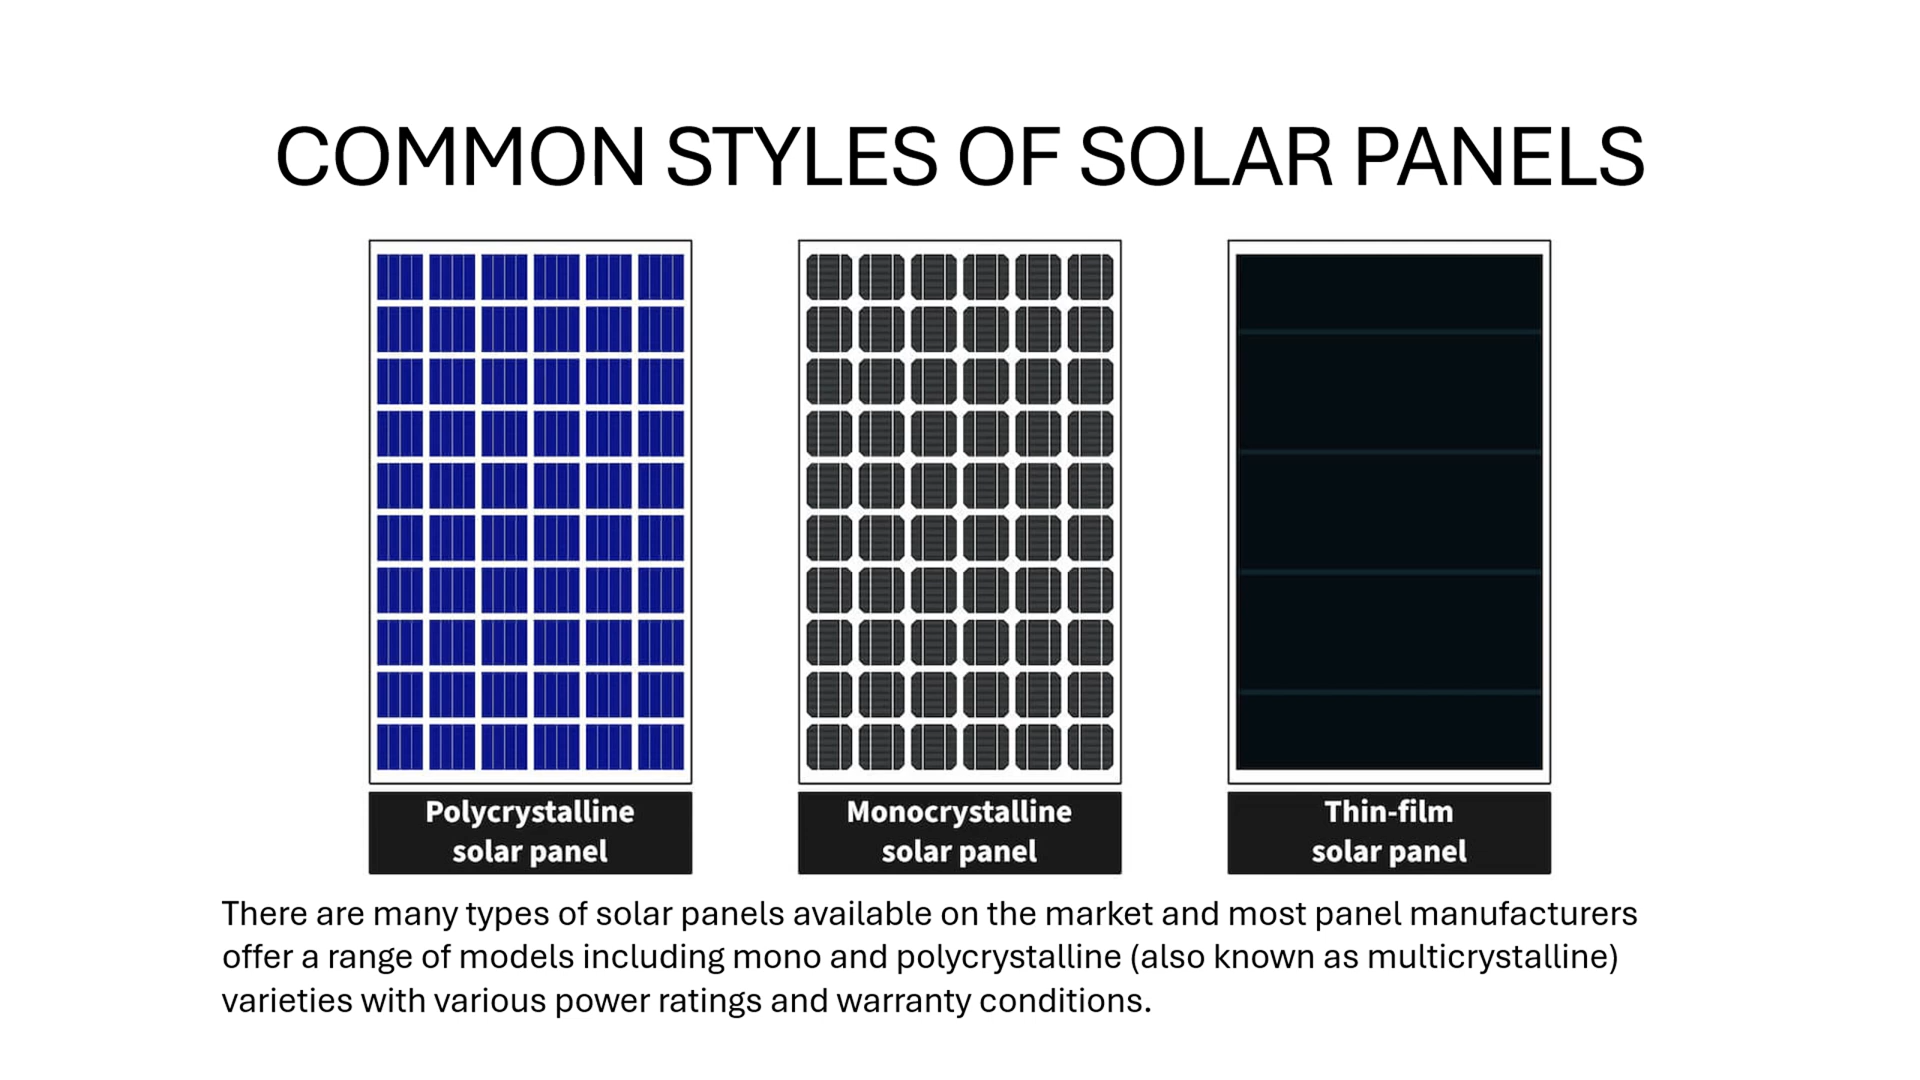 COMMON STYLES OF SOLAR PANELS
Polycrystalline
solar panel
Monocrystalline
solar panel
Thin-film
solar panel
There are many types of solar panels available on the market and most panel manufacturers
offer a range of models including mono and polycrystalline (also known as multicrystalline)
varieties with various power ratings and warranty conditions.